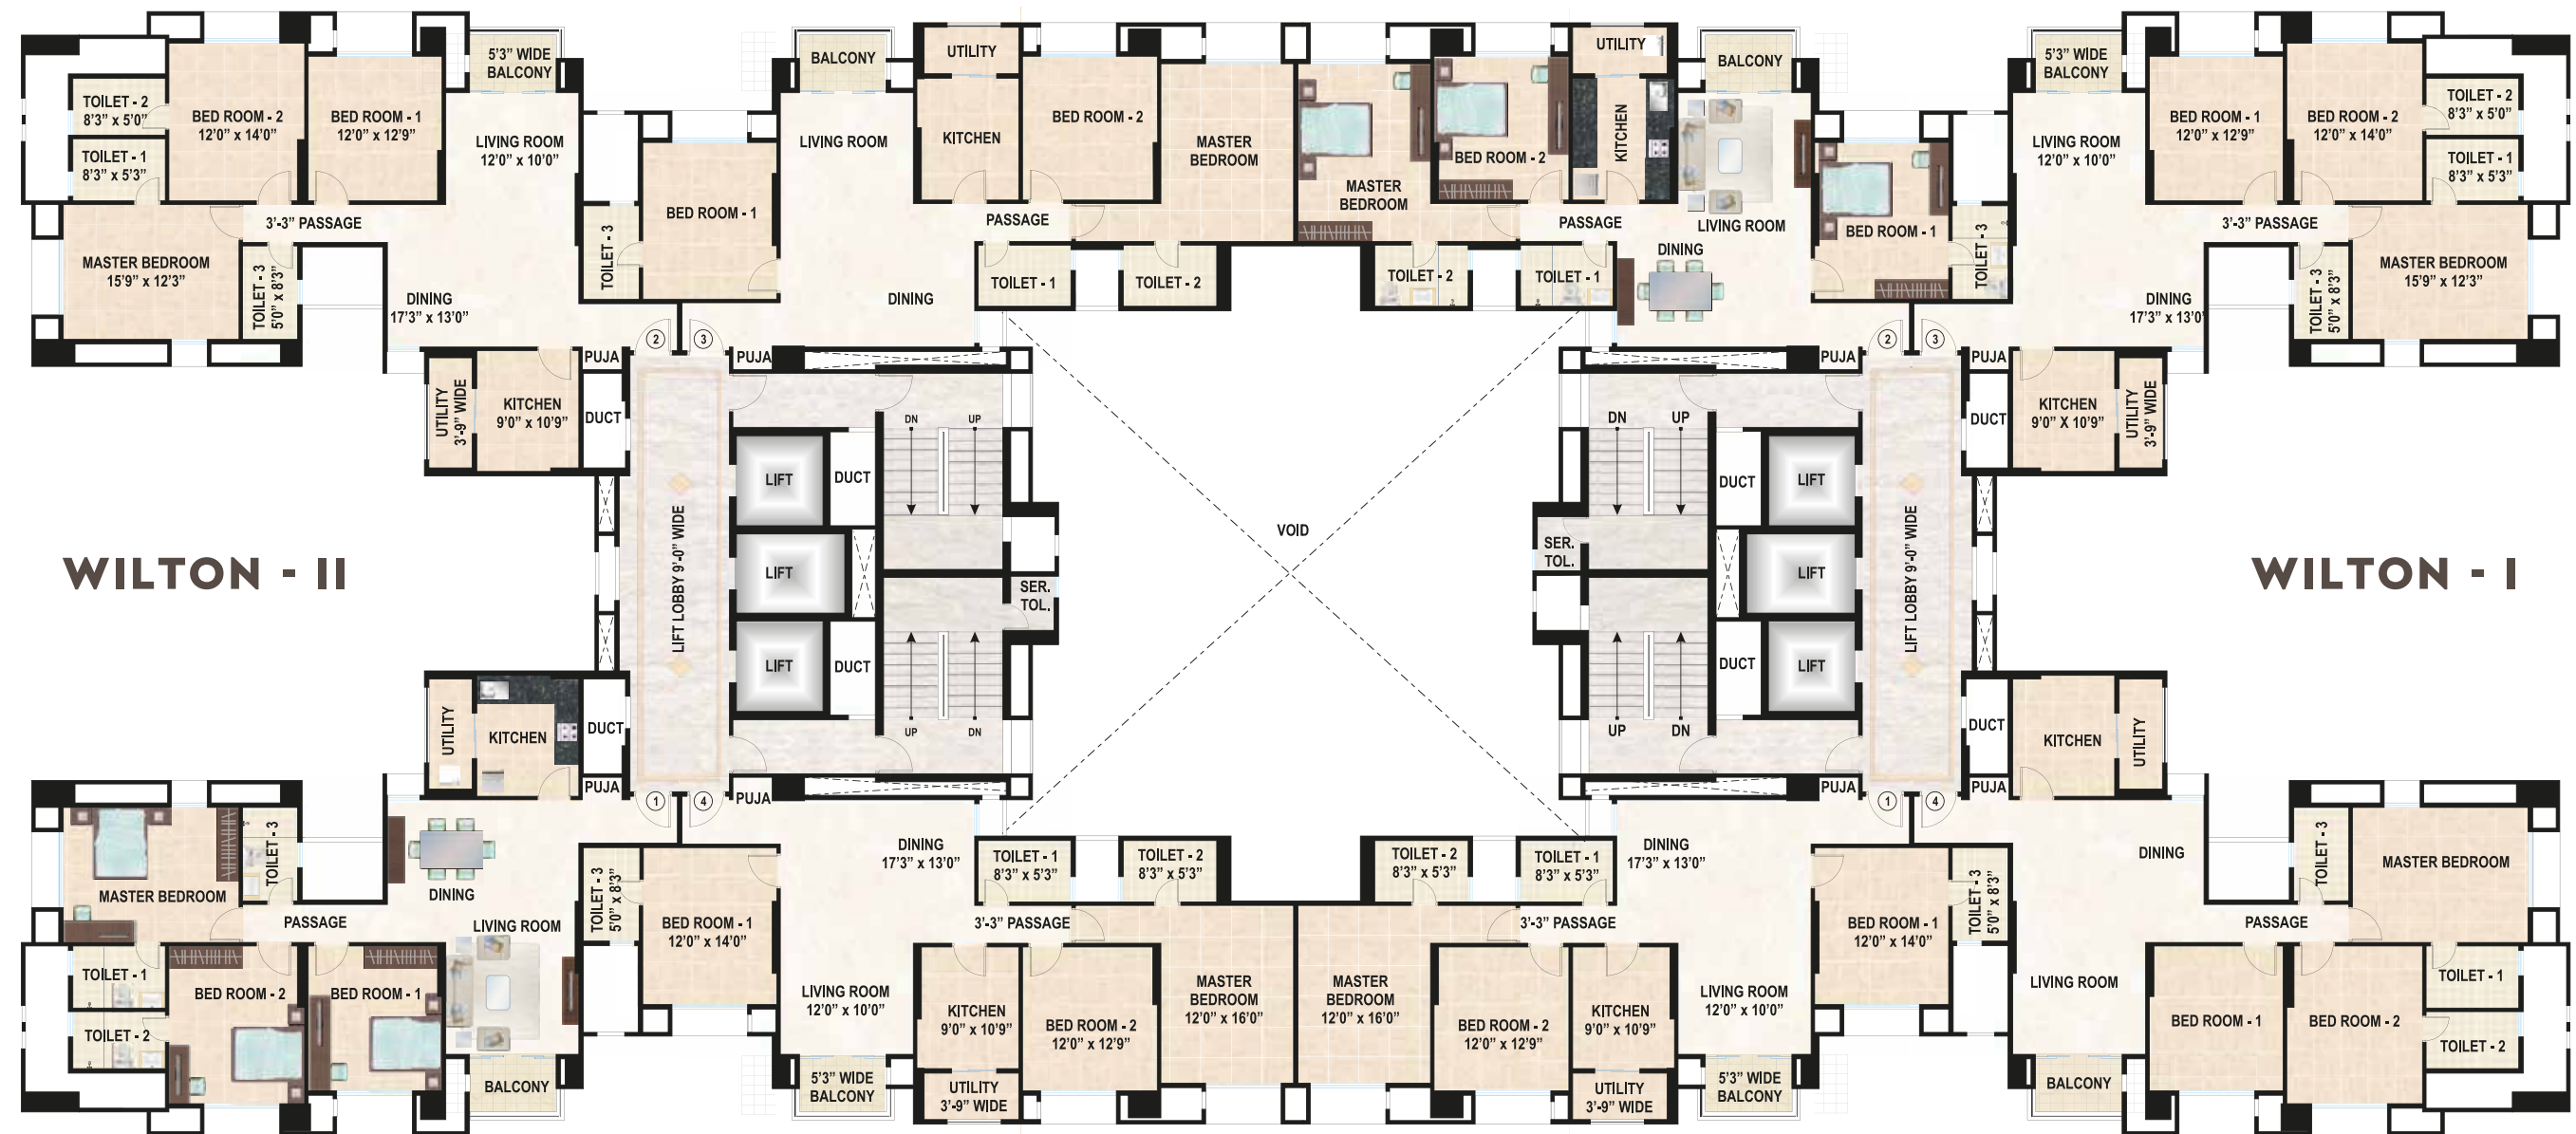 5'3" WIDE
BALCONY
TOILET - 2
8'3" x 5'0"
BED ROOM - 2
12'0" x 14'0"
BED ROOM - 1
12'0" x 12'9"
LIVING ROOM
12'0" x 10'0"
TOILET - 1
8'3" x 5'3"
3'-3" PASSAGE
MASTER BEDROOM
15'9" x 12'3"
TOILET - 3
5'0" x 8'3"
DINING
17'3" x 13'0"
UTILITY
3'-9" WIDE
KITCHEN
9'0" x 10'9"
PUJA
DUCT
2
3
TOILET - 3
BED ROOM - 1
BALCONY
LIVING ROOM
DINING
PUJA
UTILITY
KITCHEN
BED ROOM - 2
MASTER
BEDROOM
PASSAGE
TOILET - 1
TOILET - 2
MASTER
BEDROOM
BED ROOM - 2
UTILITY
KITCHEN
PASSAGE
TOILET - 2
TOILET - 1
BALCONY
LIVING ROOM
DINING
BED ROOM - 1
TOILET - 3
PUJA
2
3
5'3" WIDE
BALCONY
LIVING ROOM
12'0" x 10'0"
BED ROOM - 1
12'0" x 12'9"
BED ROOM - 2
12'0" x 14'0"
TOILET - 2
8'3" x 5'0"
TOILET - 1
8'3" x 5'3"
3'-3" PASSAGE
MASTER BEDROOM
15'9" x 12'3"
TOILET - 3
5'0" x 8'3"
DINING
17'3" x 13'0"
PUJA
DUCT
KITCHEN
9'0" X 10'9"
UTILITY
3'-9" WIDE
WILTON - II
LIFT LOBBY 9'-0" WIDE
LIFT
DUCT
DN
UP
LIFT
SER.
TOL.
LIFT
DUCT
UP
DN
VOID
DN
UP
DUCT
LIFT
SER.
TOL.
LIFT
DUCT
LIFT
UP
DN
LIFT LOBBY 9'-0" WIDE
WILTON - I
UTILITY
KITCHEN
DUCT
PUJA
1
4
MASTER BEDROOM
TOILET - 3
DINING
PASSAGE
LIVING ROOM
TOILET - 1
BED ROOM - 2
BED ROOM - 1
TOILET - 2
BALCONY
PUJA
DINING
17'3" x 13'0"
TOILET - 3
5'0" x 8'3"
BED ROOM - 1
12'0" x 14'0"
LIVING ROOM
12'0" x 10'0"
5'3" WIDE
BALCONY
TOILET - 1
8'3" x 5'3"
TOILET - 2
8'3" x 5'3"
3'-3" PASSAGE
KITCHEN
9'0" x 10'9"
UTILITY
3'-9" WIDE
BED ROOM - 2
12'0" x 12'9"
MASTER
BEDROOM
12'0" x 16'0"
MASTER
BEDROOM
12'0" x 16'0"
TOILET - 2
8'3" x 5'3"
TOILET - 1
8'3" x 5'3"
3'-3" PASSAGE
BED ROOM - 2
12'0" x 12'9"
KITCHEN
9'0" x 10'9"
UTILITY
3'-9" WIDE
PUJA
DINING
17'3" x 13'0"
LIVING ROOM
12'0" x 10'0"
5'3" WIDE
BALCONY
BED ROOM - 1
12'0" x 14'0"
TOILET - 3
5'0" x 8'3"
1
4
DUCT
PUJA
KITCHEN
UTILITY
DINING
TOILET - 3
MASTER BEDROOM
PASSAGE
LIVING ROOM
BED ROOM - 1
BED ROOM - 2
TOILET - 1
TOILET - 2
BALCONY